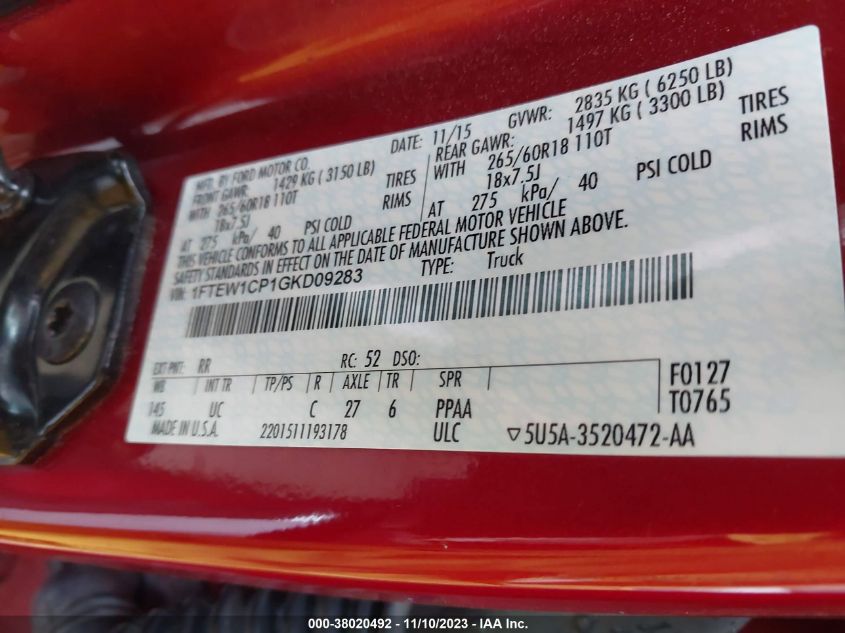 MFD. BY FORD MOTOR CO.
DATE: 11/15 GVWR: 2835 KG ( 6250 LB)
FRONT GAWR: 1429 KG ( 3150 LB) REAR GAWR: 1497 KG ( 3300 LB)
WITH 265/60R18 110T TIRES WITH 265/60R18 110T TIRES
18x7.5J RIMS 18x7.5J RIMS
AT 275 kPa/ 40 PSI COLD AT 275 kPa/ 40 PSI COLD
THIS VEHICLE CONFORMS TO ALL APPLICABLE FEDERAL MOTOR VEHICLE
SAFETY STANDARDS IN EFFECT ON THE DATE OF MANUFACTURE SHOWN ABOVE.
VIN: 1FTEW1CP1GKD09283 TYPE: Truck
EXT PNT: RR RC: 52 DSO:
WB INT TR TP/PS R AXLE TR SPR F0127
145 UC C 27 6 PPAA T0765
MADE IN U.S.A. 2201511193178 ULC ▽5U5A-3520472-AA
000-38020492 - 11/10/2023 - IAA Inc.